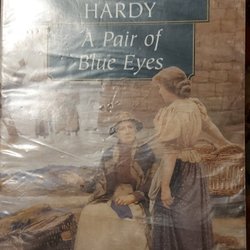 HARDY
A Pair of
Blue Eyes